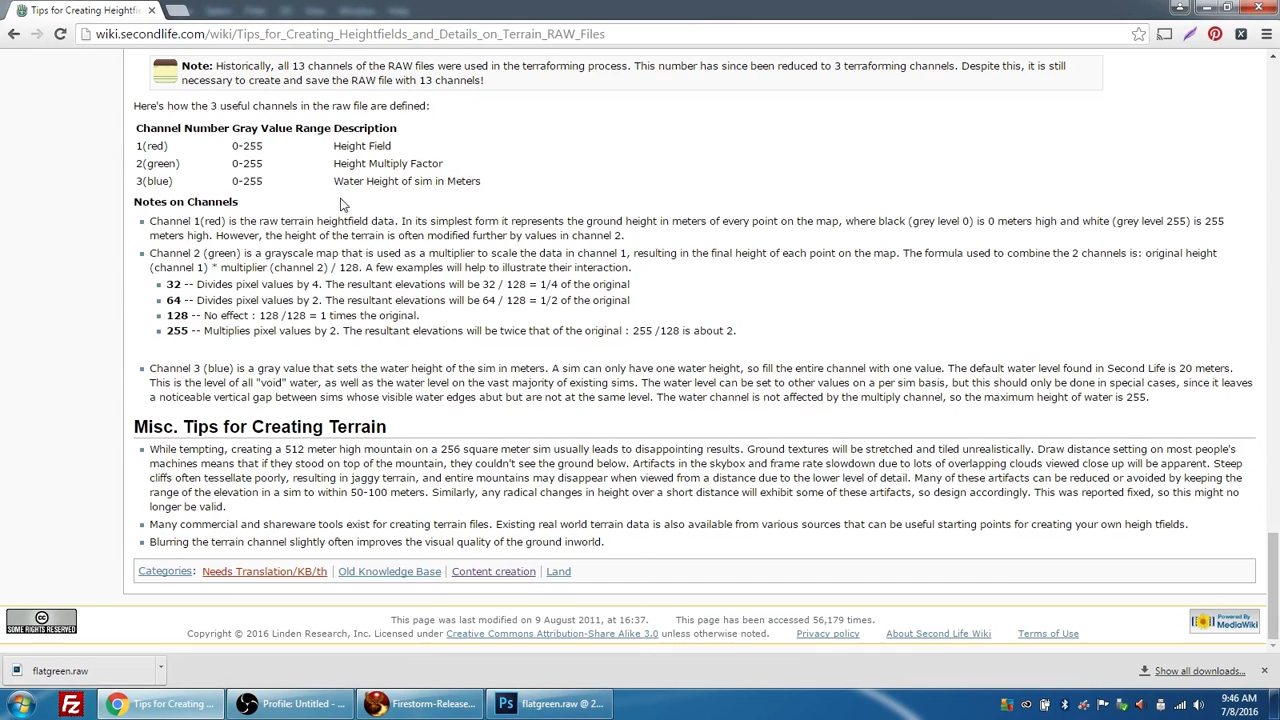 Tips for Creating Heightfi
wiki.secondlife.com/wiki/Tips_for_Creating_Heightfields_and_Details_on_Terrain_RAW_Files
Note: Historically, all 13 channels of the RAW files were used in the terraforming process. This number has since been reduced to 3 terraforming channels. Despite this, it is still
necessary to create and save the RAW file with 13 channels!
Here's how the 3 useful channels in the raw file are defined:
Channel Number Gray Value Range Description
1(red) 0-255 Height Field
2(green) 0-255 Height Multiply Factor
3(blue) 0-255 Water Height of sim in Meters
Notes on Channels
Channel 1(red) is the raw terrain heightfield data. In its simplest form it represents the ground height in meters of every point on the map, where black (grey level 0) is 0 meters high and white (grey level 255) is 255
meters high. However, the height of the terrain is often modified further by values in channel 2.
Channel 2 (green) is a grayscale map that is used as a multiplier to scale the data in channel 1, resulting in the final height of each point on the map. The formula used to combine the 2 channels is: original height
(channel 1) * multiplier (channel 2) / 128. A few examples will help to illustrate their interaction.
32 -- Divides pixel values by 4. The resultant elevations will be 32 / 128 = 1/4 of the original
64 -- Divides pixel values by 2. The resultant elevations will be 64 / 128 = 1/2 of the original
128 -- No effect : 128 /128 = 1 times the original.
255 -- Multiplies pixel values by 2. The resultant elevations will be twice that of the original : 255 /128 is about 2.
Channel 3 (blue) is a gray value that sets the water height of the sim in meters. A sim can only have one water height, so fill the entire channel with one value. The default water level found in Second Life is 20 meters.
This is the level of all "void" water, as well as the water level on the vast majority of existing sims. The water level can be set to other values on a per sim basis, but this should only be done in special cases, since it leaves
a noticeable vertical gap between sims whose visible water edges abut but are not at the same level. The water channel is not affected by the multiply channel, so the maximum height of water is 255.
Misc. Tips for Creating Terrain
While tempting, creating a 512 meter high mountain on a 256 square meter sim usually leads to disappointing results. Ground textures will be stretched and tiled unrealistically. Draw distance setting on most people's
machines means that if they stood on top of the mountain, they couldn't see the ground below. Artifacts in the skybox and frame rate slowdown due to lots of overlapping clouds viewed close up will be apparent. Steep
cliffs often tessellate poorly, resulting in jaggy terrain, and entire mountains may disappear when viewed from a distance due to the lower level of detail. Many of these artifacts can be reduced or avoided by keeping the
range of the elevation in a sim to within 50-100 meters. Similarly, any radical changes in height over a short distance will exhibit some of these artifacts, so design accordingly. This was reported fixed, so this might no
longer be valid.
Many commercial and shareware tools exist for creating terrain files. Existing real world terrain data is also available from various sources that can be useful starting points for creating your own heigh tfields.
Blurring the terrain channel slightly often improves the visual quality of the ground inworld.
Categories: Needs Translation/KB/th | Old Knowledge Base | Content creation | Land
This page was last modified on 9 August 2011, at 16:37. This page has been accessed 56,179 times.
Copyright © 2016 Linden Research, Inc. Licensed under Creative Commons Attribution-Share Alike 3.0 unless otherwise noted. Privacy policy About Second Life Wiki Terms of Use
CC SOME RIGHTS RESERVED
Powered By MediaWiki
flatgreen.raw
Show all downloads...
Tips for Creating ...
Profile: Untitled - ...
Firestorm-Release...
Ps flatgreen.raw @ 2...
9:46 AM
7/8/2016